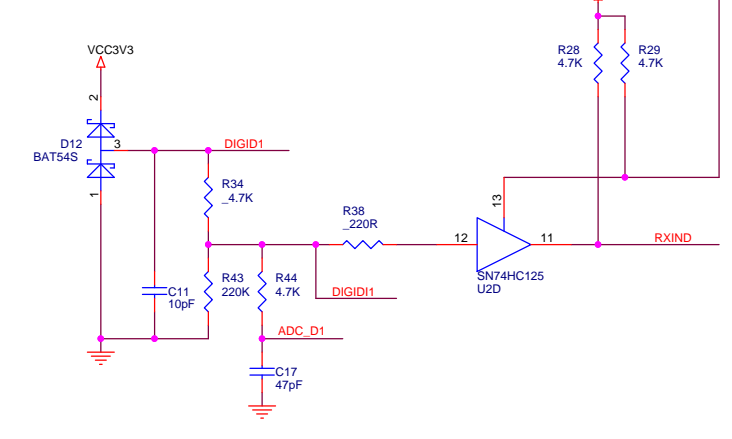 VCC3V3
R28
4.7K
R29
4.7K
2
D12
BAT54S
3
DIGID1
1
R34
_4.7K
R38
_220R
13
12
11
RXIND
SN74HC125
U2D
R43
220K
R44
4.7K
C11
10pF
DIGIDI1
ADC_D1
C17
47pF